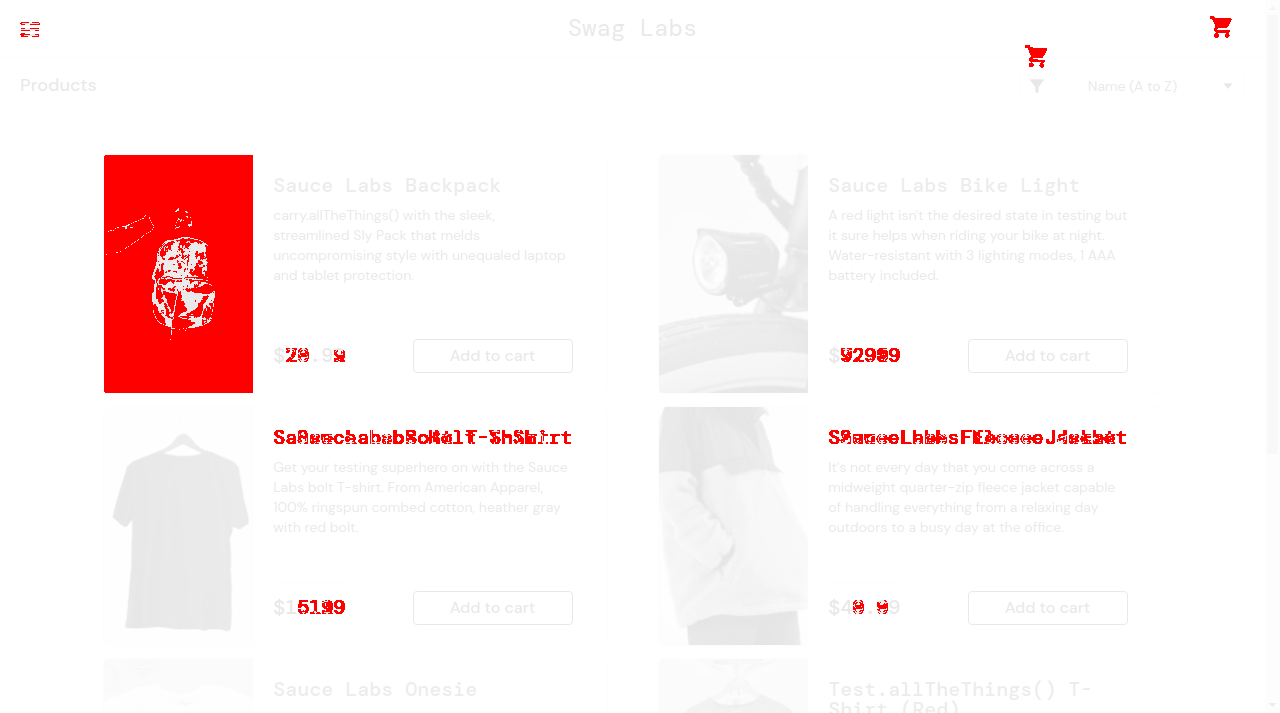 Swag Labs
Products
Name (A to Z)
Sauce Labs Backpack
carry.allTheThings() with the sleek,
streamlined Sly Pack that melds
uncompromising style with unequaled laptop
and tablet protection.
Add to cart
Sauce Labs Bike Light
A red light isn't the desired state in testing but
it sure helps when riding your bike at night.
Water-resistant with 3 lighting modes, 1 AAA
battery included.
Add to cart
Get your testing superhero on with the Sauce
Labs bolt T-shirt. From American Apparel,
100% ringspun combed cotton, heather gray
with red bolt.
Add to cart
It's not every day that you come across a
midweight quarter-zip fleece jacket capable
of handling everything from a relaxing day
outdoors to a busy day at the office.
Add to cart
Sauce Labs Onesie
Test.allTheThings() T-
Shirt (Red)